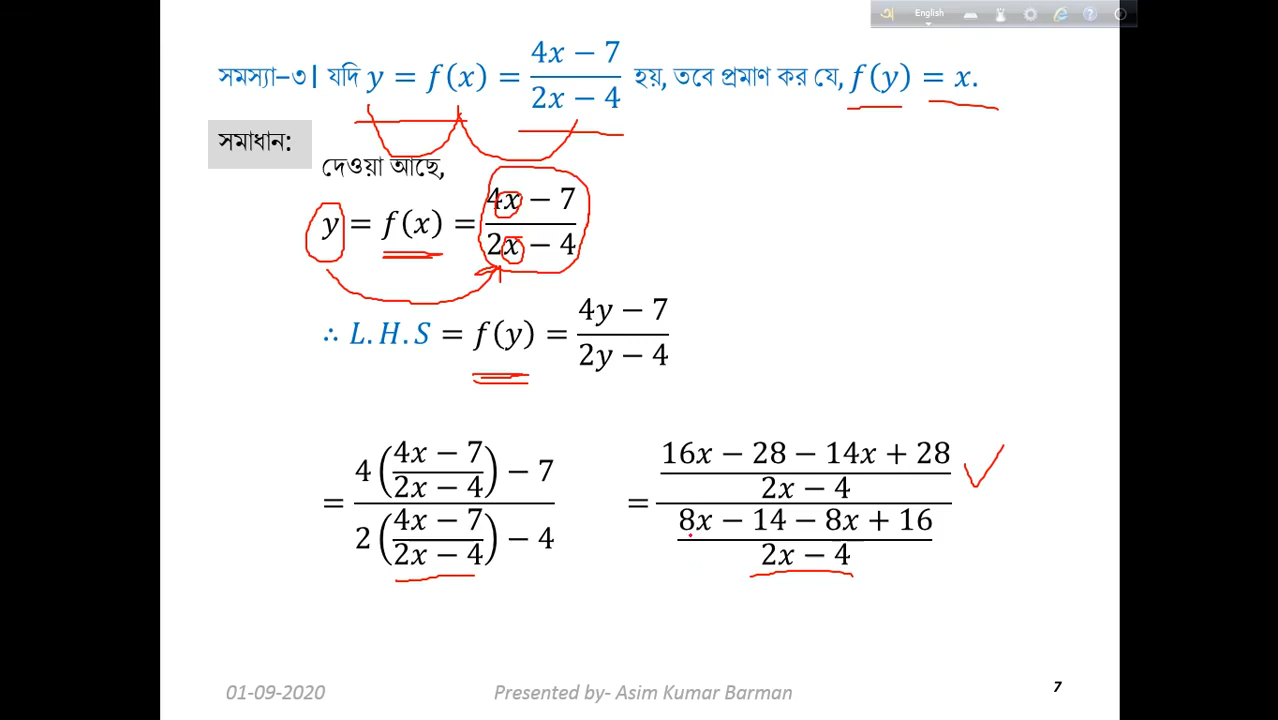 English
সমস্যা–৩। যদি y = f(x) = (4x − 7)/(2x − 4) হয়, তবে প্রমাণ কর যে, f(y) = x.
সমাধান:
দেওয়া আছে,
y = f(x) = (4x − 7)/(2x − 4)
∴ L.H.S = f(y) = (4y − 7)/(2y − 4)
= (4((4x − 7)/(2x − 4)) − 7)/(2((4x − 7)/(2x − 4)) − 4)
= ((16x − 28 − 14x + 28)/(2x − 4))/((8x − 14 − 8x + 16)/(2x − 4))
01-09-2020
Presented by- Asim Kumar Barman
7